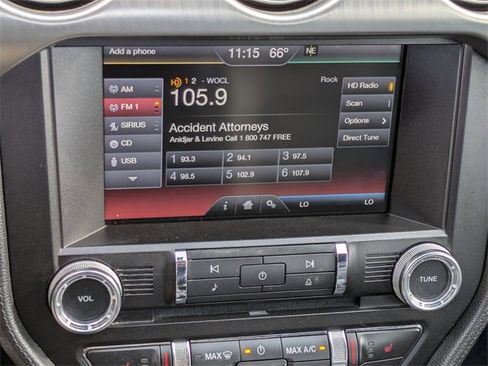 Add a phone 11:15 66° NE
AM
FM 1
SIRIUS
CD
USB
HD 1 2 - WOCL Rock
105.9
Accident Attorneys
Anidjar & Levine Call 1 800 747 FREE
1 93.3 2 94.1 3 97.5
4 98.5 5 102.9 6 107.9
HD Radio
Scan
Options
Direct Tune
i LO LO
VOL
TUNE
MAX MAX A/C